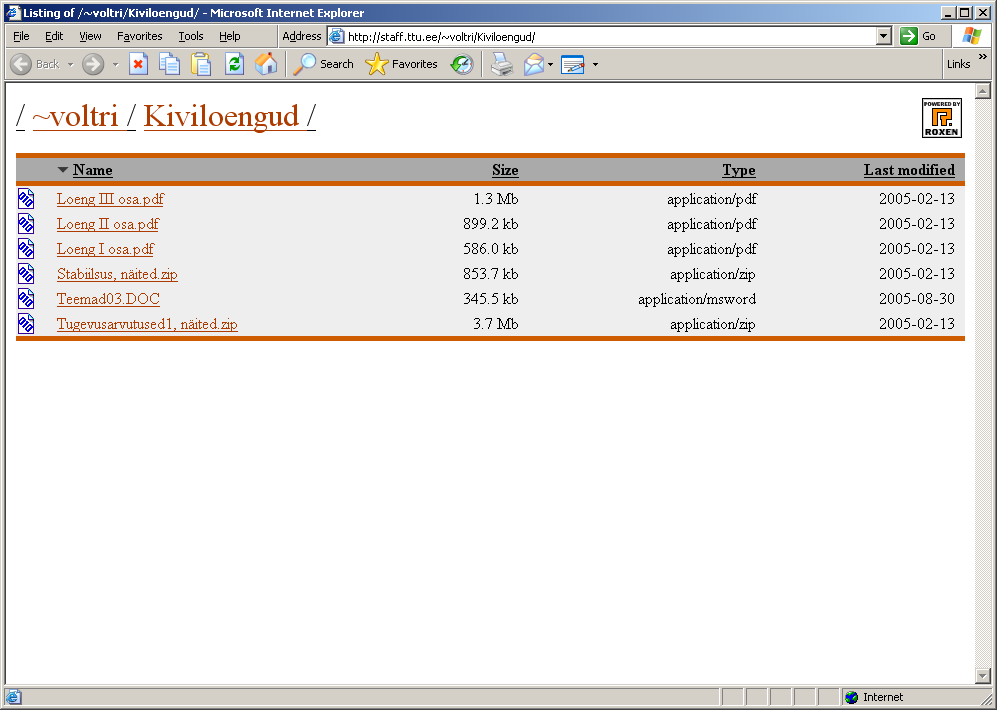 Listing of /~voltri/Kiviloengud/ - Microsoft Internet Explorer
File Edit View Favorites Tools Help Address http://staff.ttu.ee/~voltri/Kiviloengud/ Go
Back Search Favorites Links »
/ ~voltri / Kiviloengud /
POWERED BY
ROXEN
Name Size Type Last modified
Loeng III osa.pdf 1.3 Mb application/pdf 2005-02-13
Loeng II osa.pdf 899.2 kb application/pdf 2005-02-13
Loeng I osa.pdf 586.0 kb application/pdf 2005-02-13
Stabiilsus, näited.zip 853.7 kb application/zip 2005-02-13
Teemad03.DOC 345.5 kb application/msword 2005-08-30
Tugevusarvutused1, näited.zip 3.7 Mb application/zip 2005-02-13
Internet